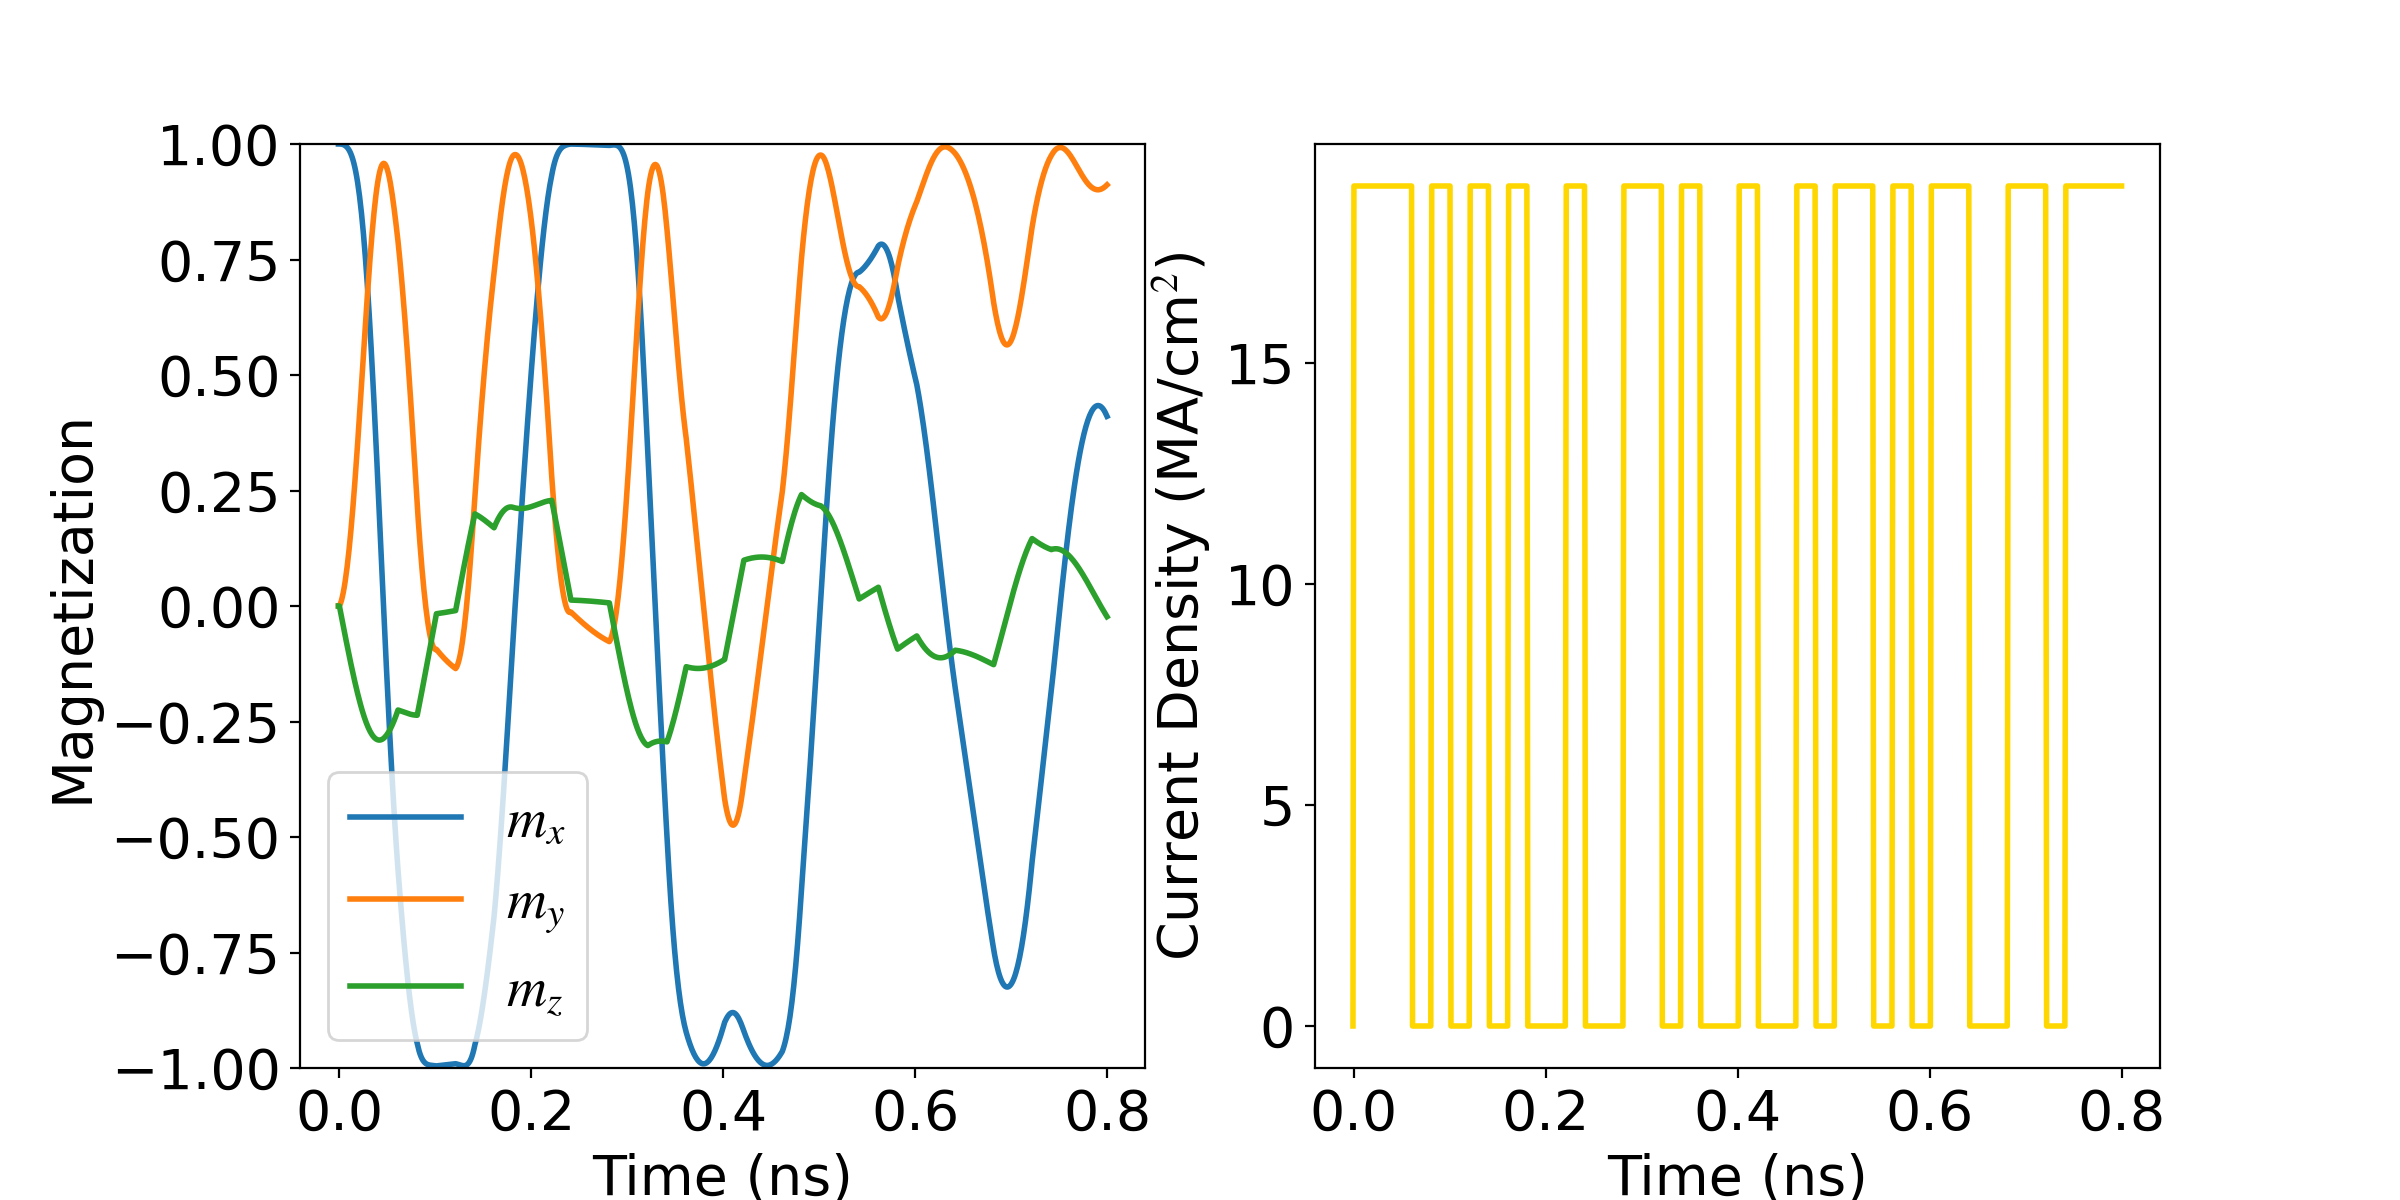 Magnetization
1.00
0.75
0.50
0.25
0.00
−0.25
−0.50
−0.75
−1.00
m_x
m_y
m_z
0.0 0.2 0.4 0.6 0.8
Time (ns)
Current Density (MA/cm²)
15
10
5
0
0.0 0.2 0.4 0.6 0.8
Time (ns)